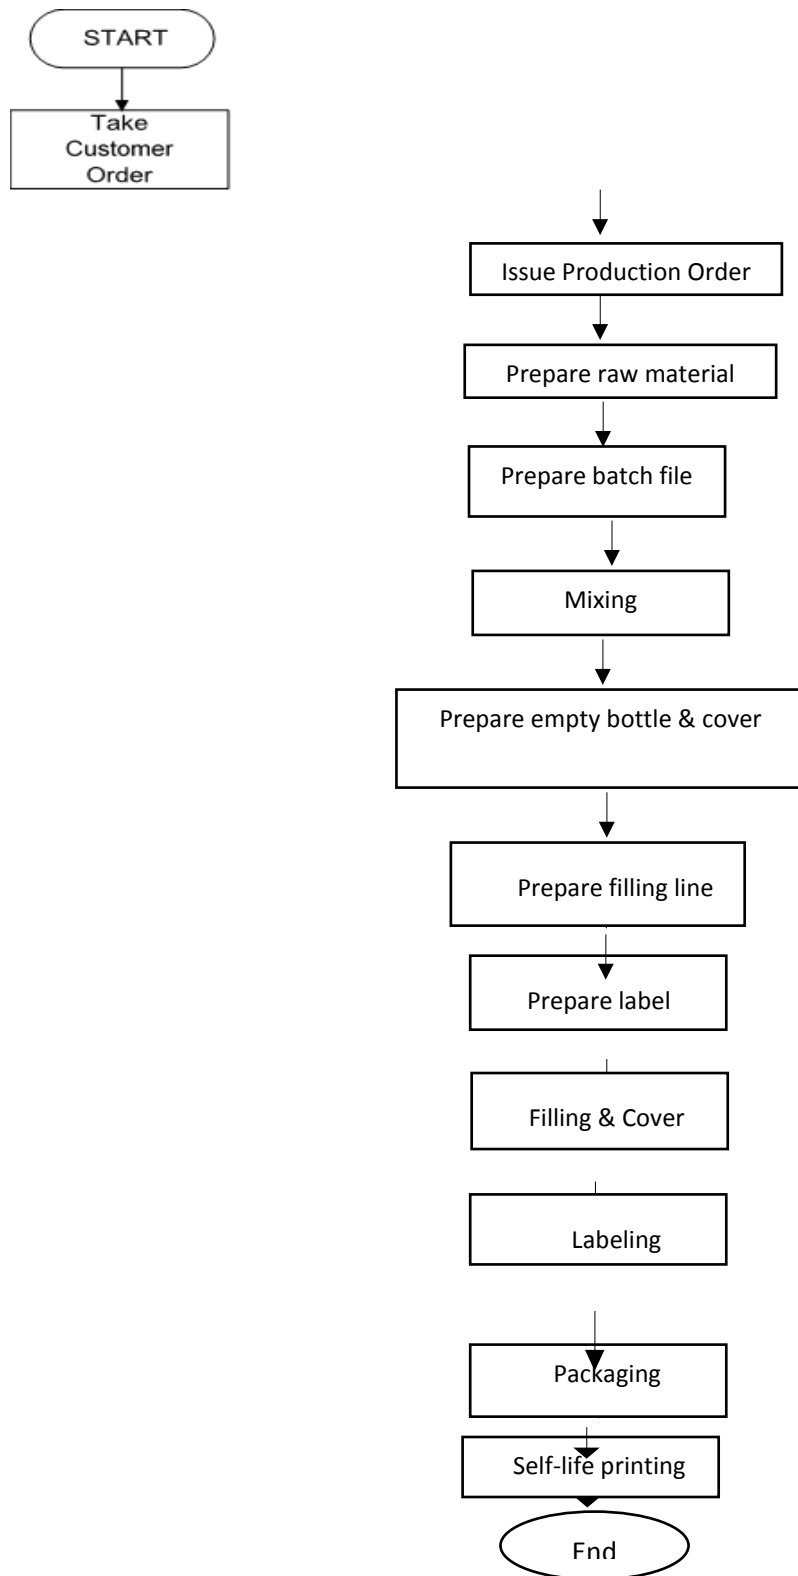 START
Take
Customer
Order
Issue Production Order
Prepare raw material
Prepare batch file
Mixing
Prepare empty bottle & cover
Prepare filling line
Prepare label
Filling & Cover
Labeling
Packaging
Self-life printing
End